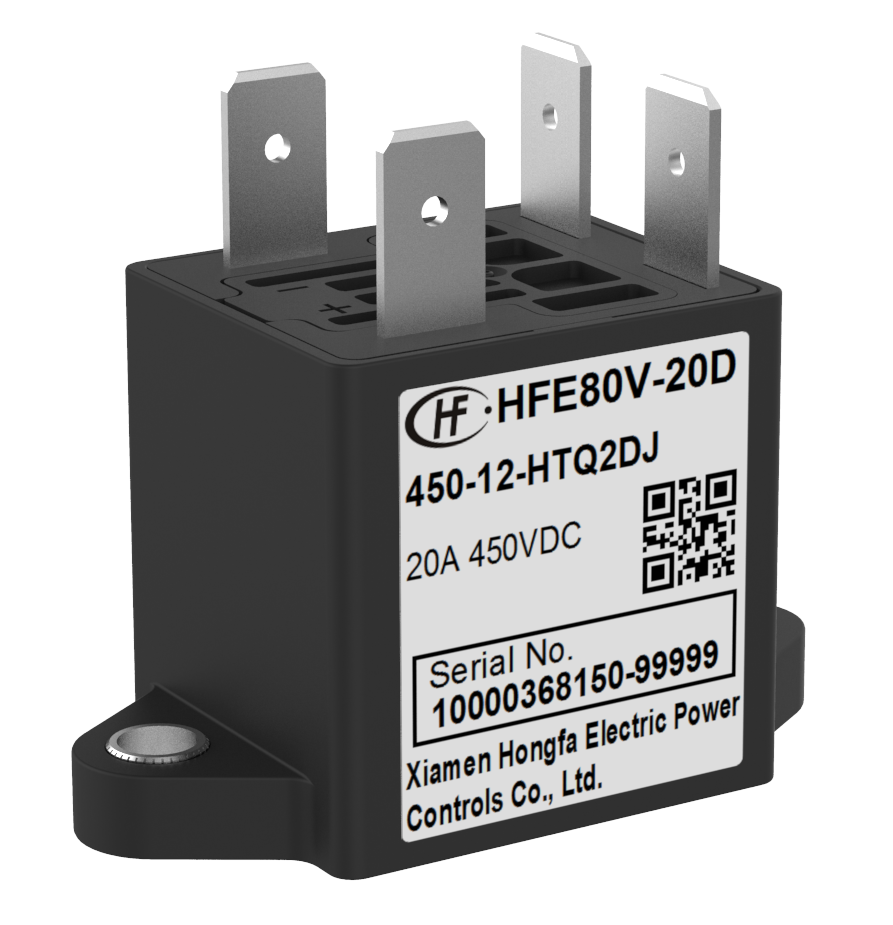 − 
+
HF HFE80V-20D
450-12-HTQ2DJ
20A 450VDC
Serial No.
10000368150-99999
Xiamen Hongfa Electric Power
Controls Co., Ltd.